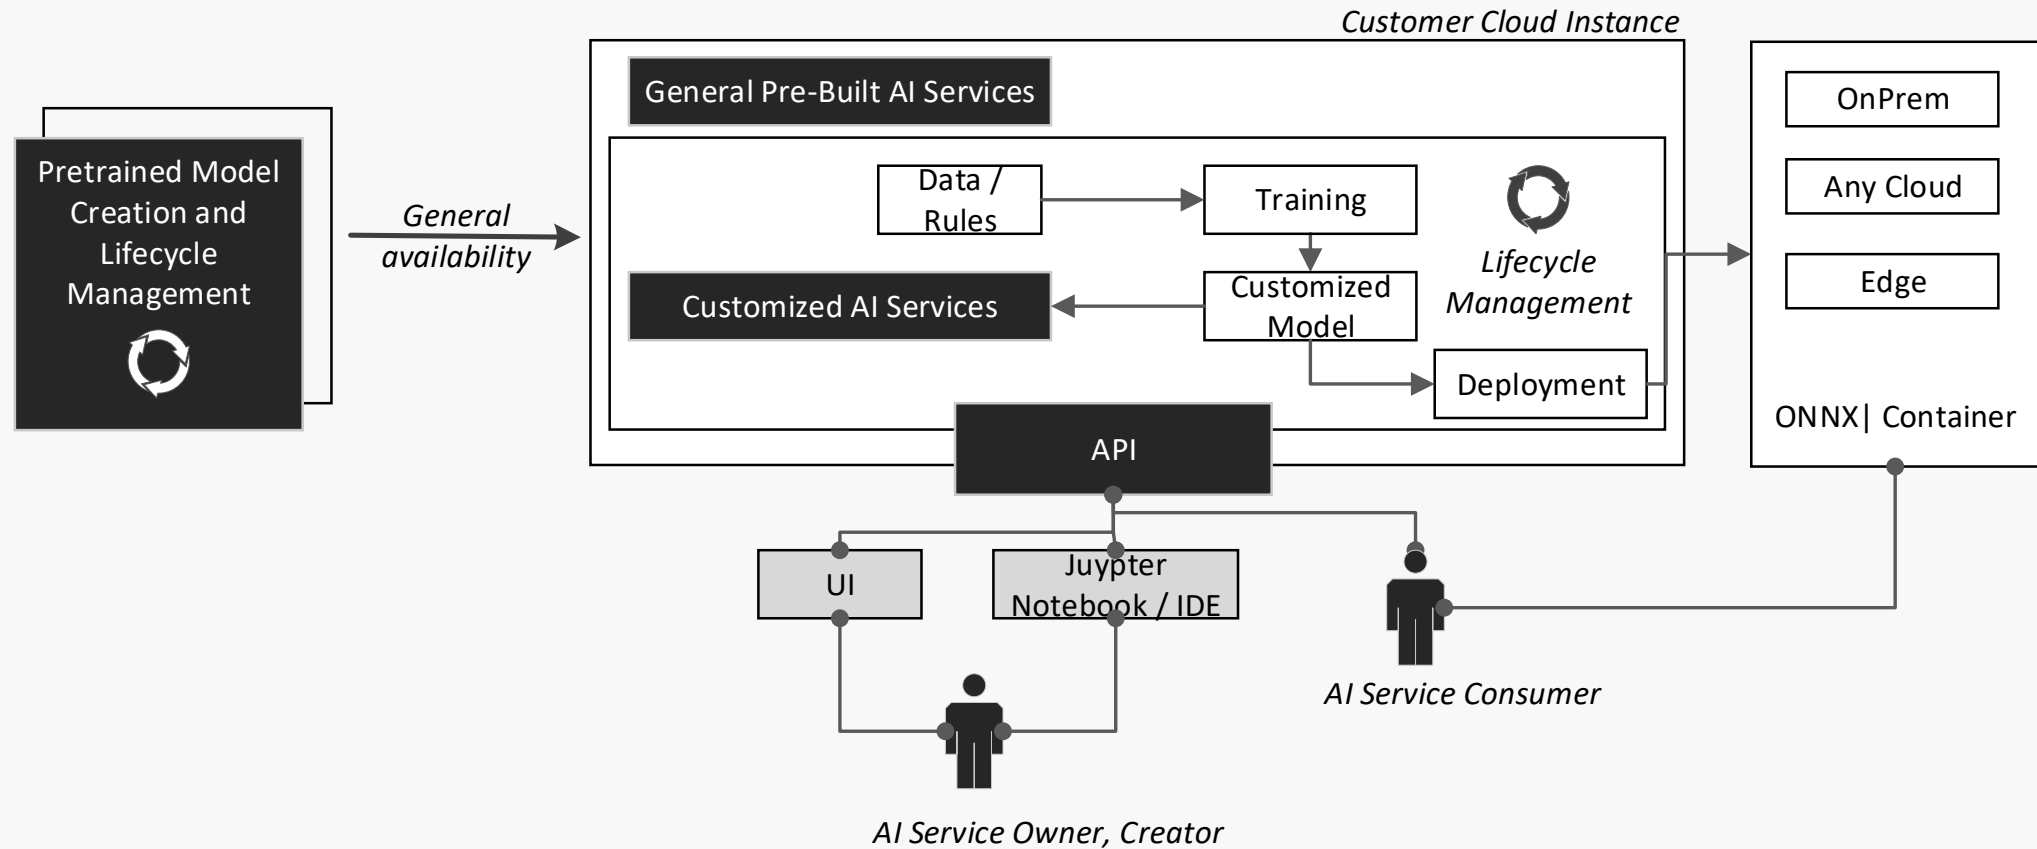 Customer Cloud Instance
General Pre-Built AI Services
OnPrem
Pretrained Model
Creation and
Lifecycle
Management
General
availability
Data /
Rules
Training
Any Cloud
Lifecycle
Management
Customized AI Services
Customized
Model
Edge
Deployment
ONNX| Container
API
UI
Juypter
Notebook / IDE
AI Service Consumer
AI Service Owner, Creator